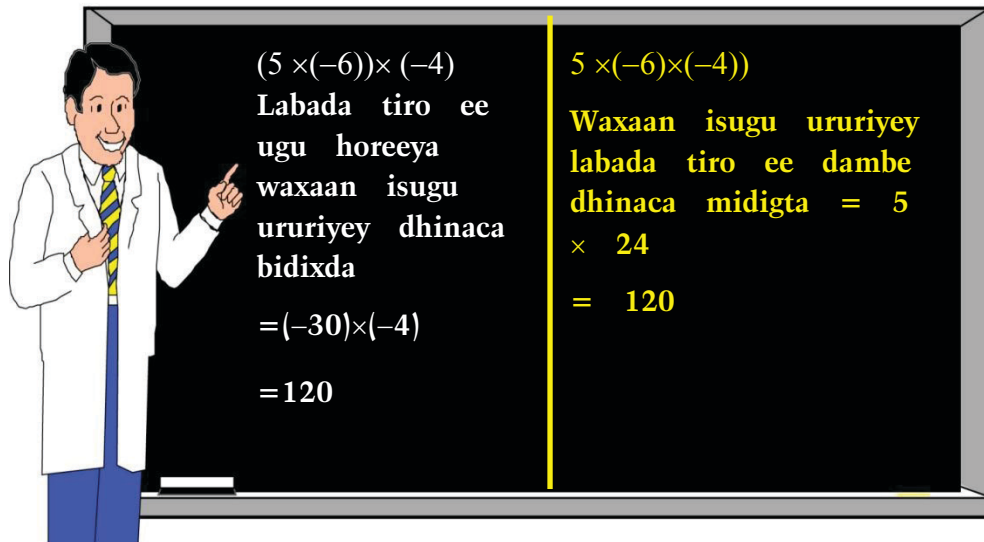 (5 ×(−6))× (−4)
Labada tiro ee
ugu horeeya
waxaan isugu
ururiyey dhinaca
bidixda
=(−30)×(−4)
=120
5 ×(−6)×(−4))
Waxaan isugu ururiyey
labada tiro ee dambe
dhinaca midigta = 5
× 24
= 120